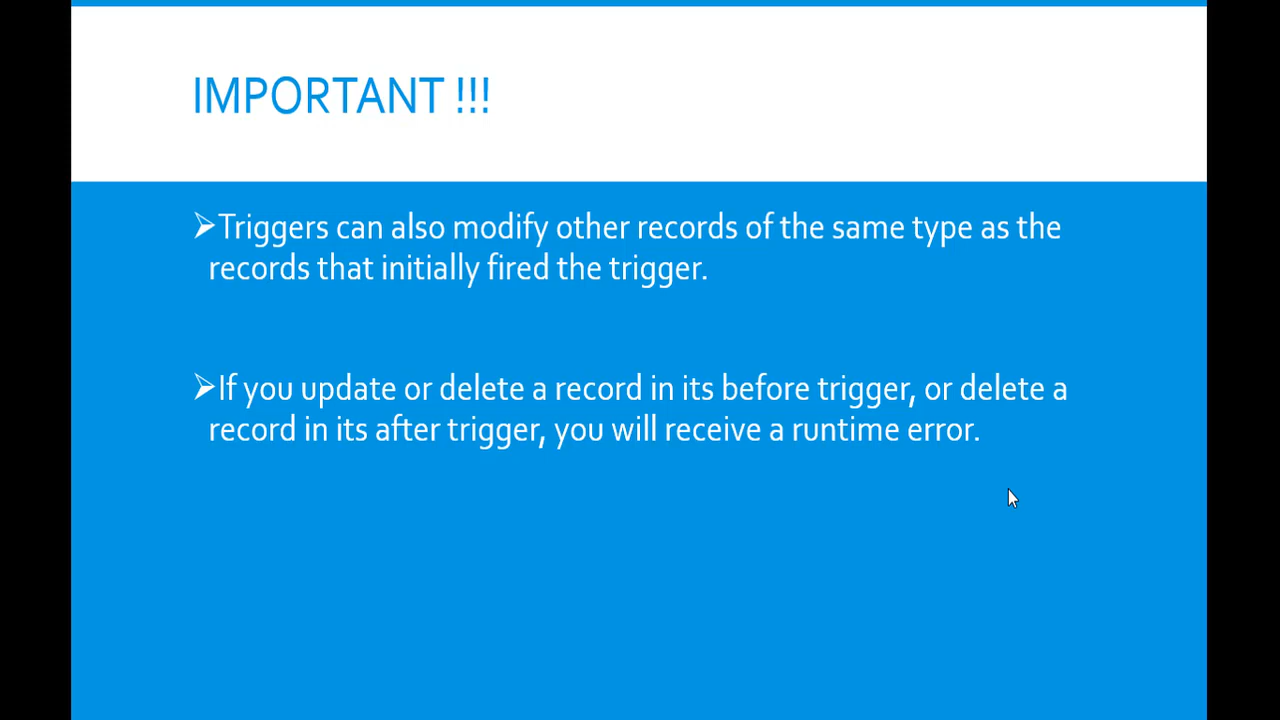 IMPORTANT !!!
➢Triggers can also modify other records of the same type as the
records that initially fired the trigger.
➢If you update or delete a record in its before trigger, or delete a
record in its after trigger, you will receive a runtime error.